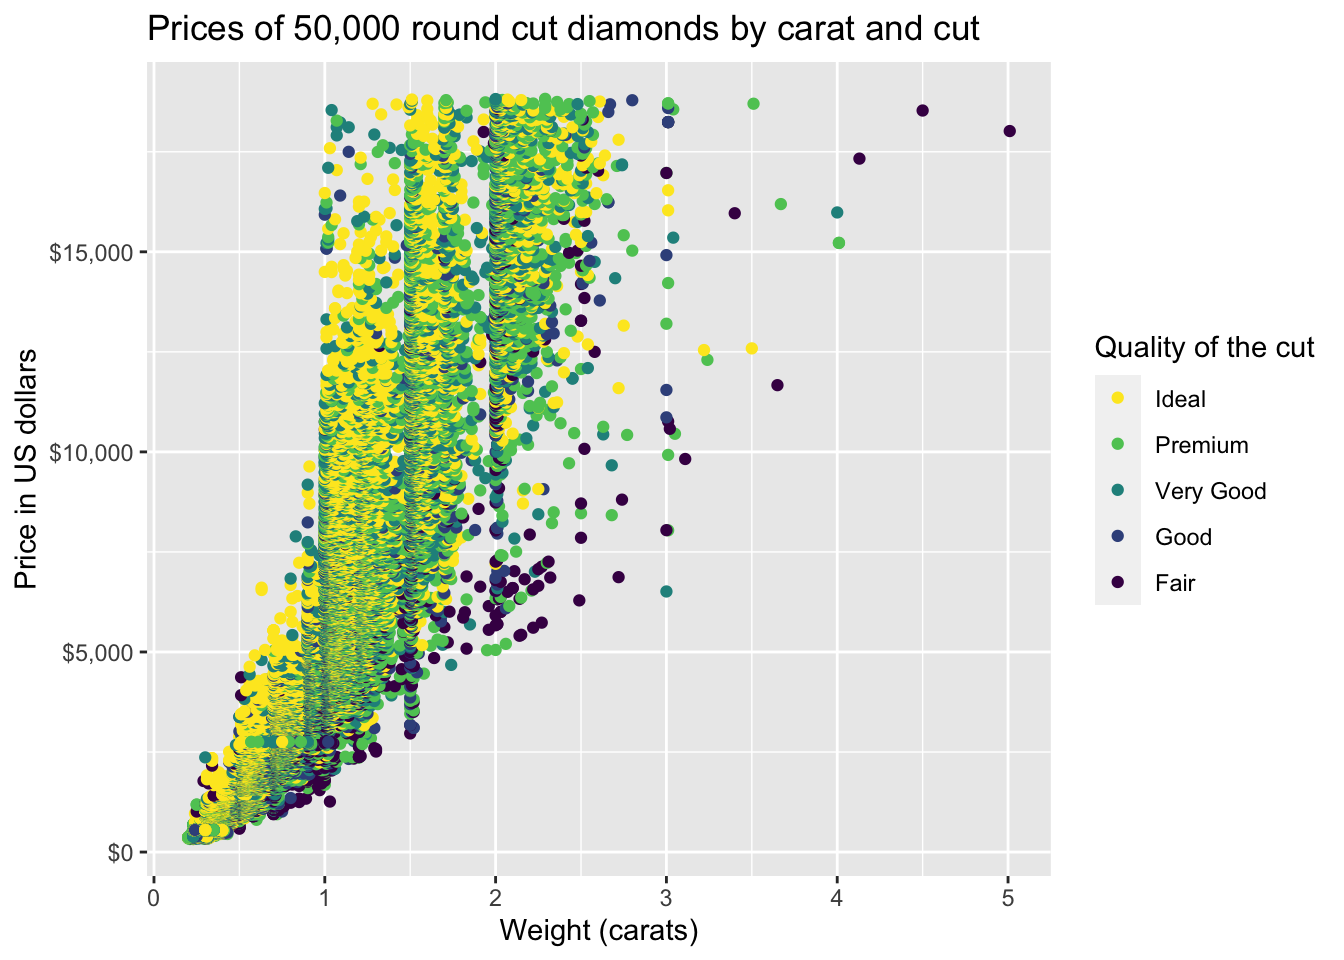 Prices of 50,000 round cut diamonds by carat and cut
Price in US dollars
$15,000
$10,000
$5,000
$0
0 1 2 3 4 5
Weight (carats)
Quality of the cut
Ideal
Premium
Very Good
Good
Fair